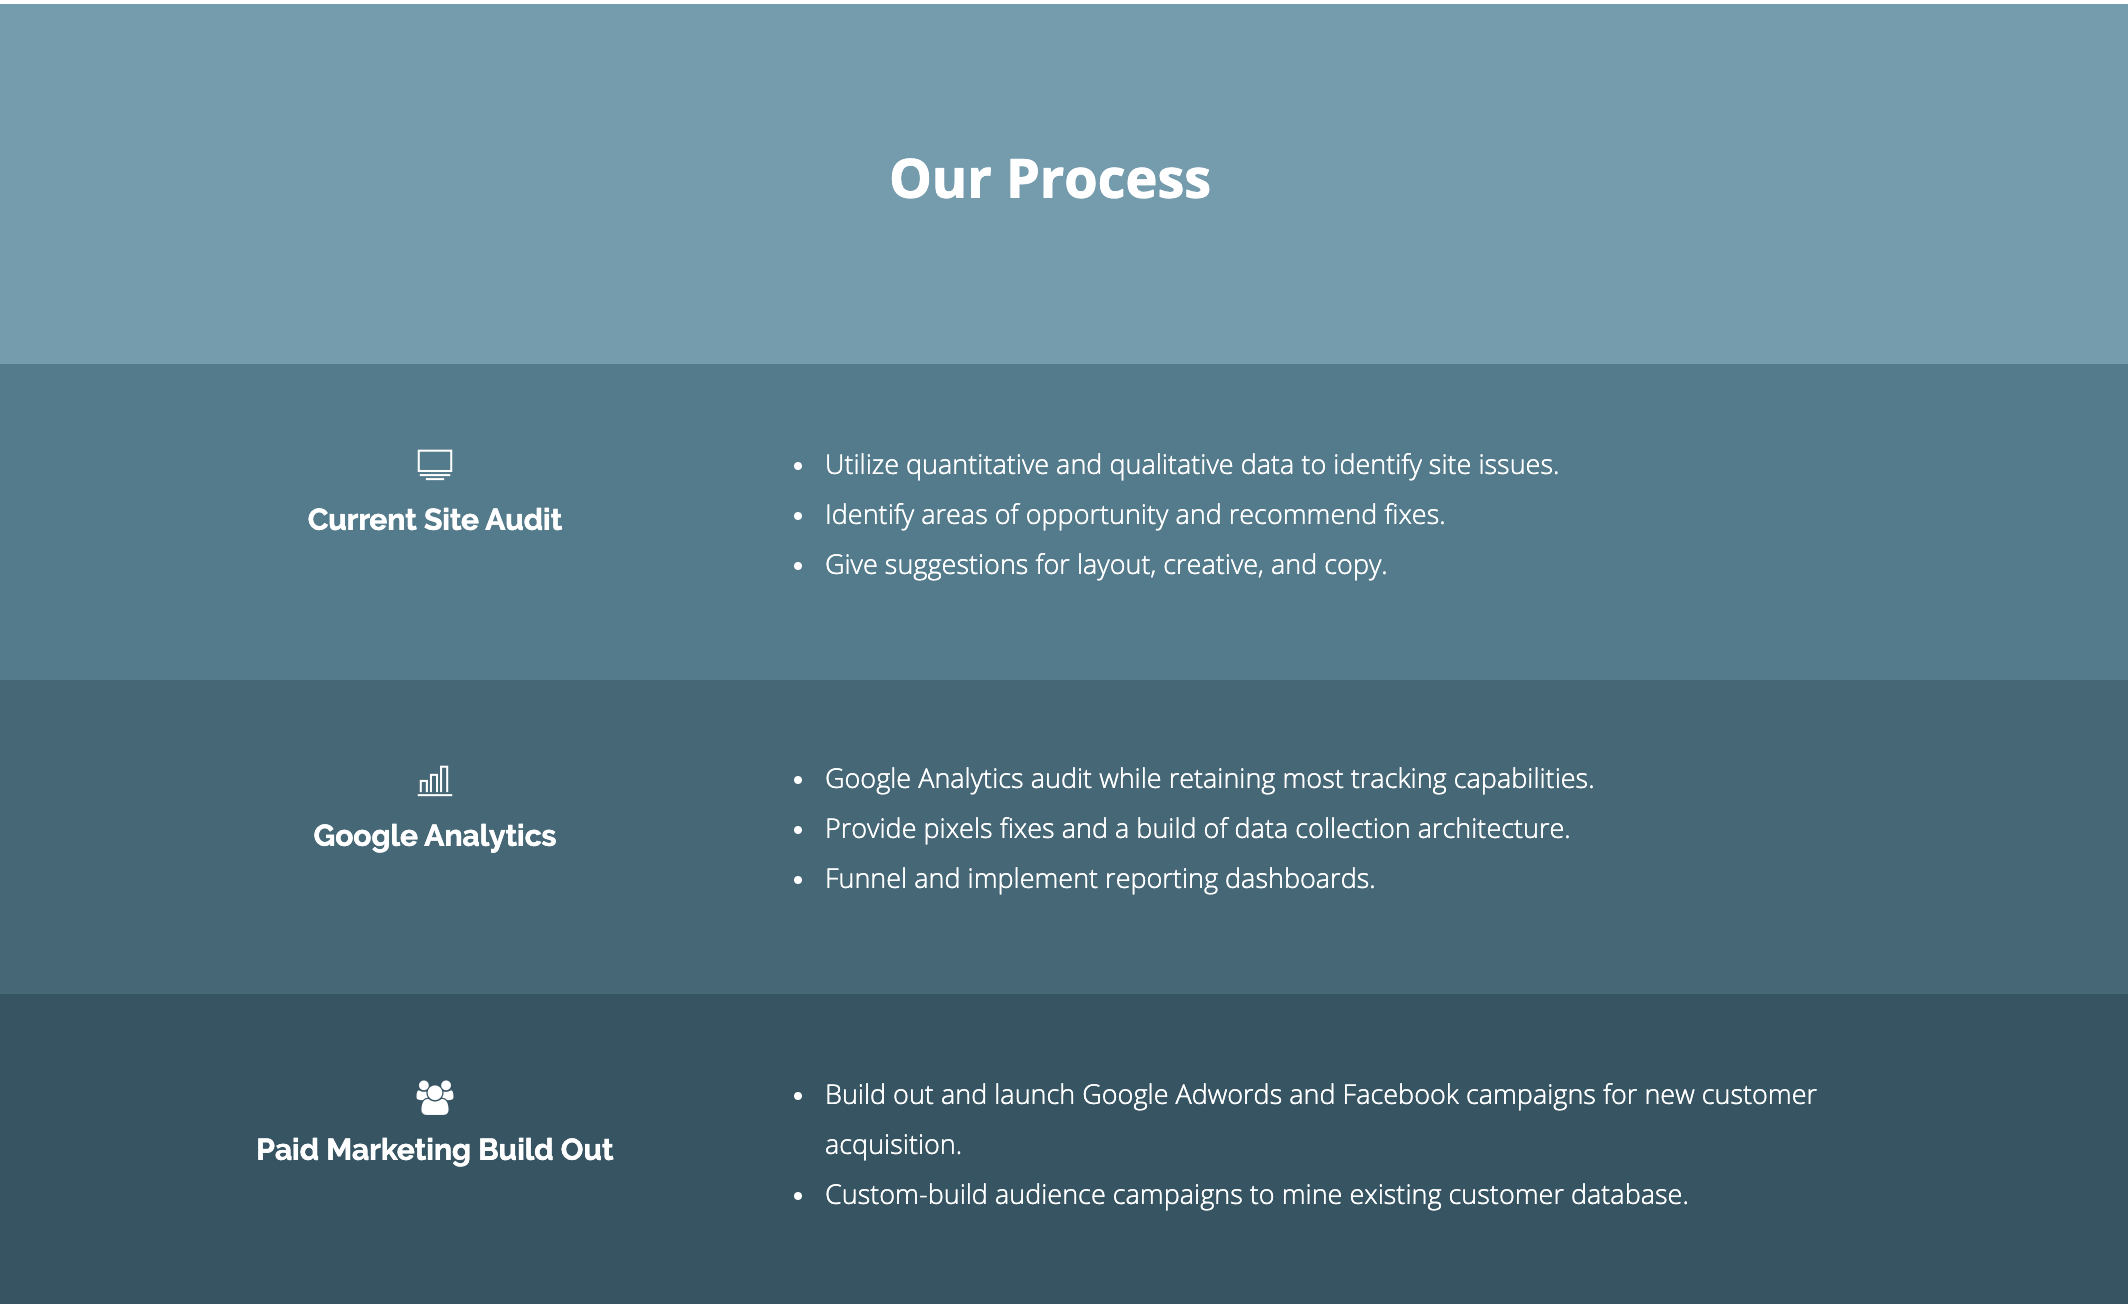 Our Process
Current Site Audit
• Utilize quantitative and qualitative data to identify site issues.
• Identify areas of opportunity and recommend fixes.
• Give suggestions for layout, creative, and copy.
Google Analytics
• Google Analytics audit while retaining most tracking capabilities.
• Provide pixels fixes and a build of data collection architecture.
• Funnel and implement reporting dashboards.
Paid Marketing Build Out
• Build out and launch Google Adwords and Facebook campaigns for new customer
acquisition.
• Custom-build audience campaigns to mine existing customer database.